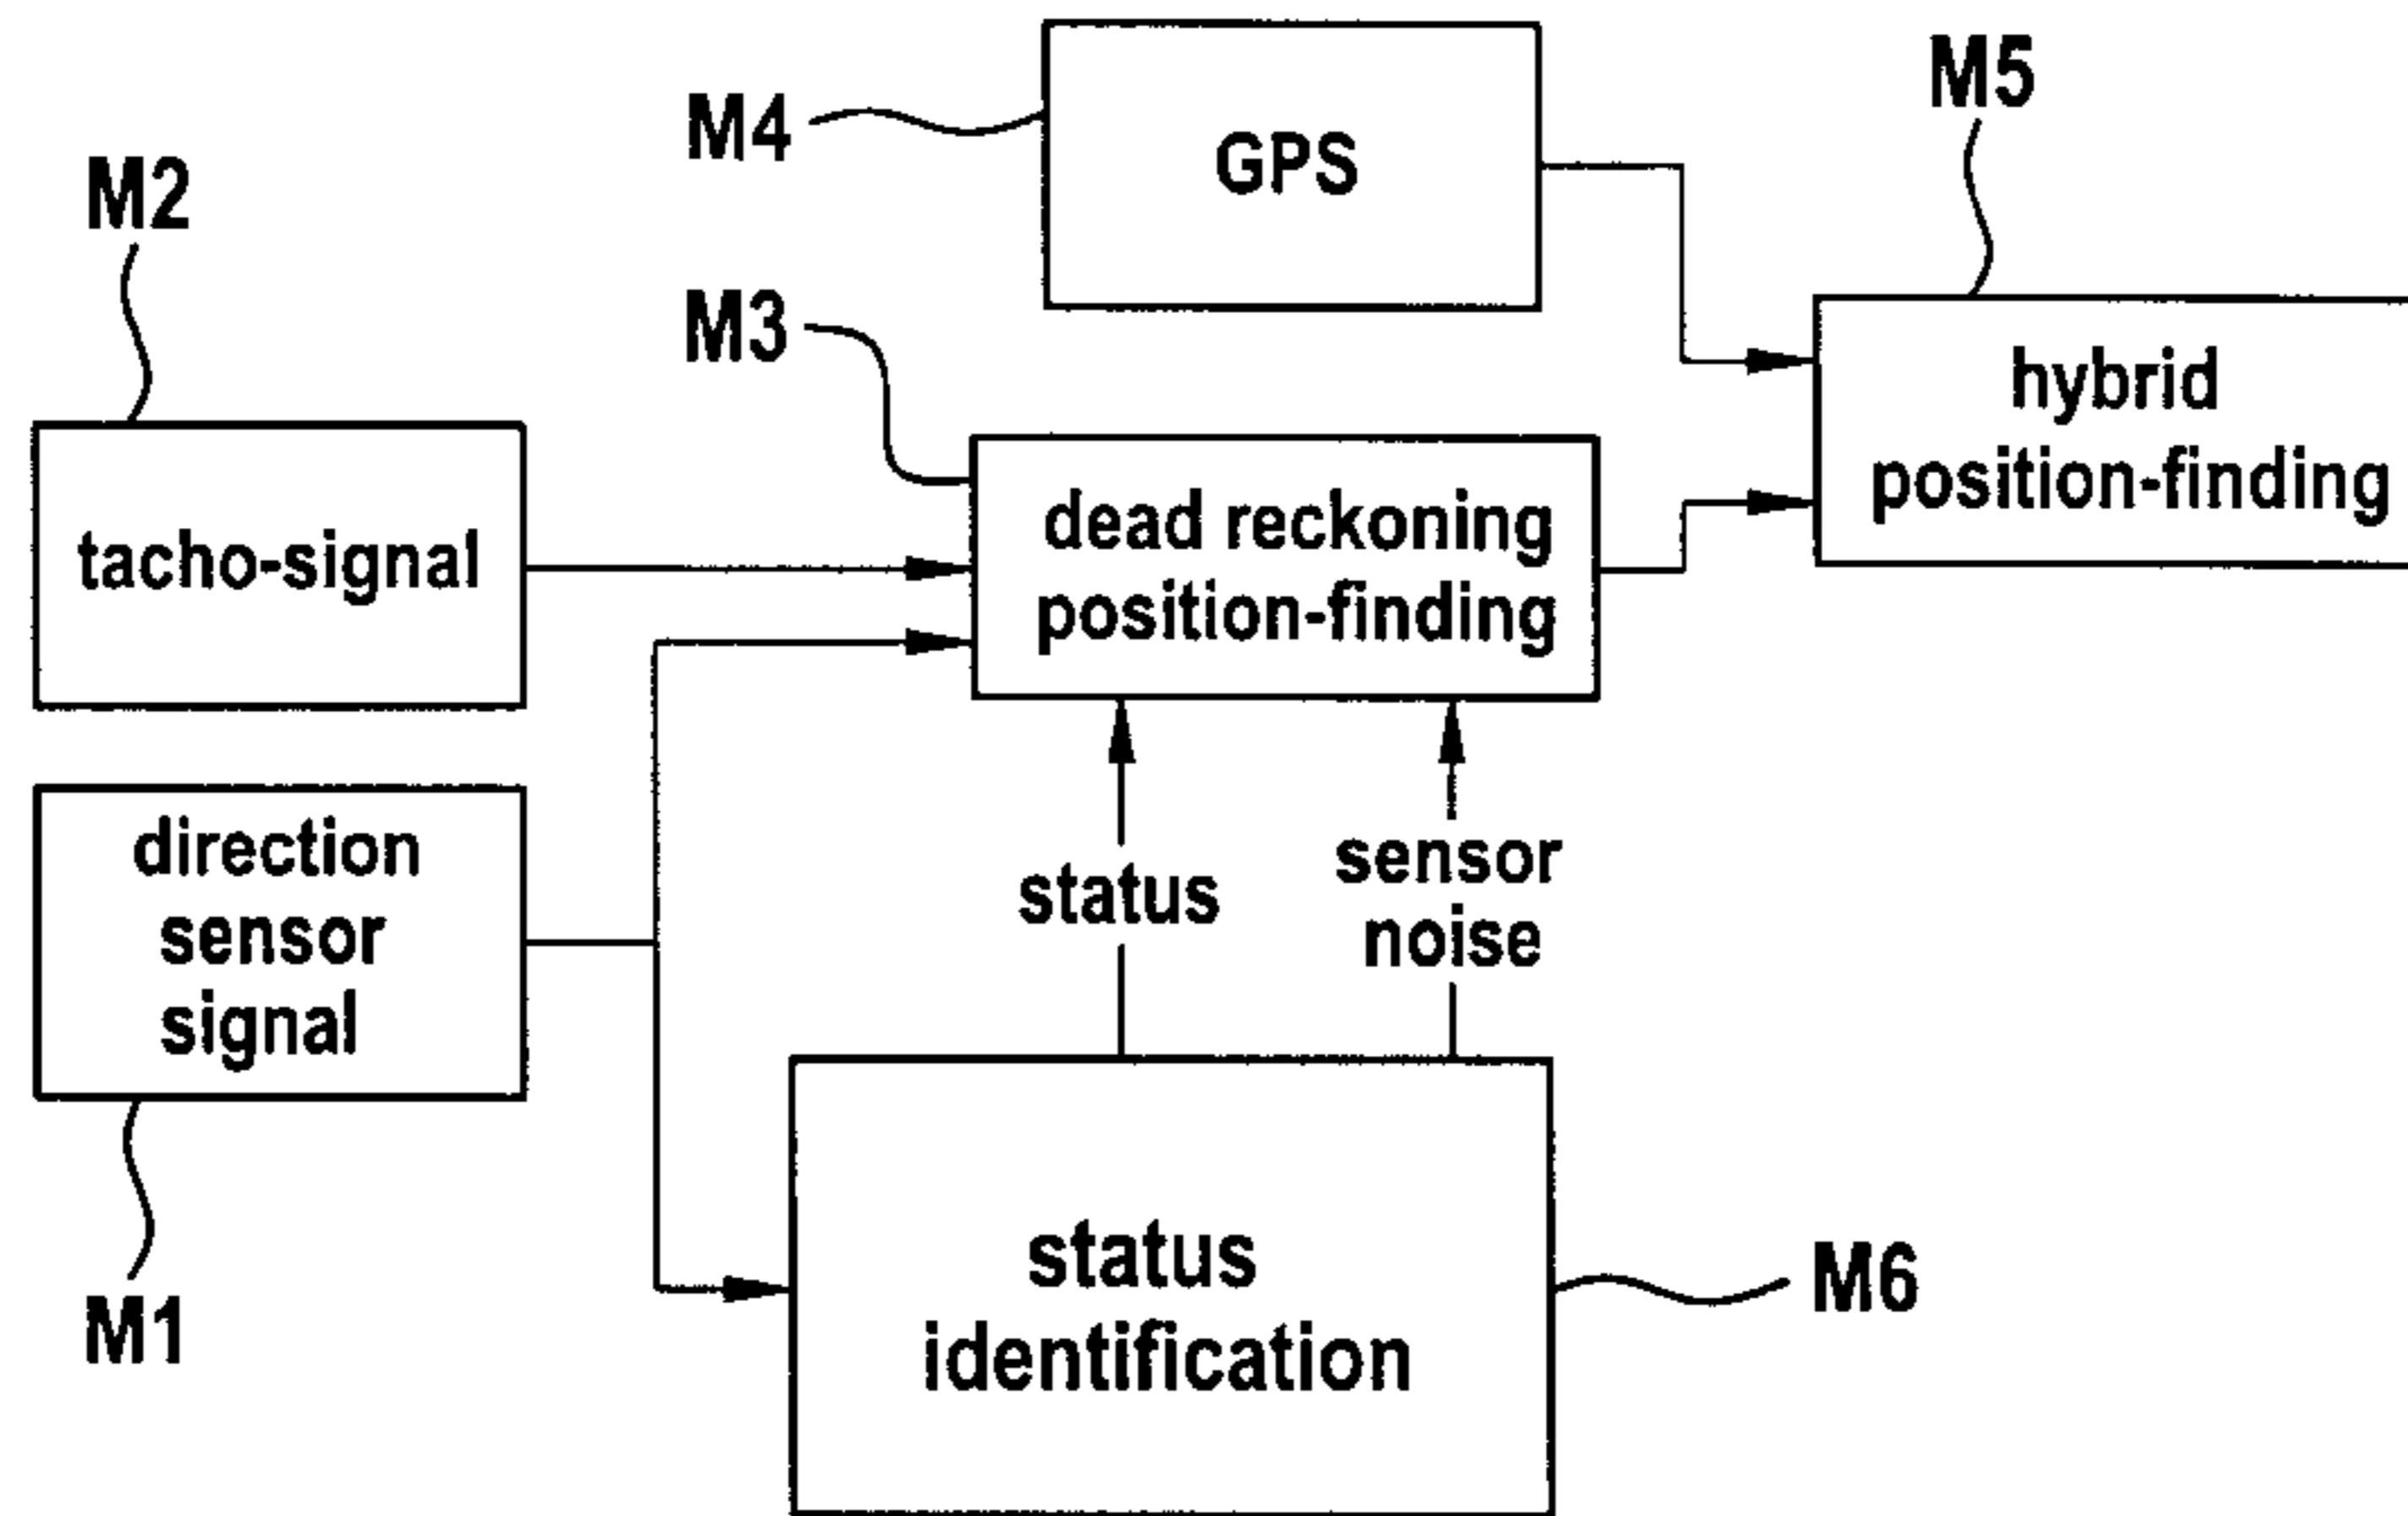 M4
GPS
M5
M2
M3
hybrid
position-finding
tacho-signal
dead reckoning
position-finding
direction
sensor
signal
status
sensor
noise
M1
status
identification
M6